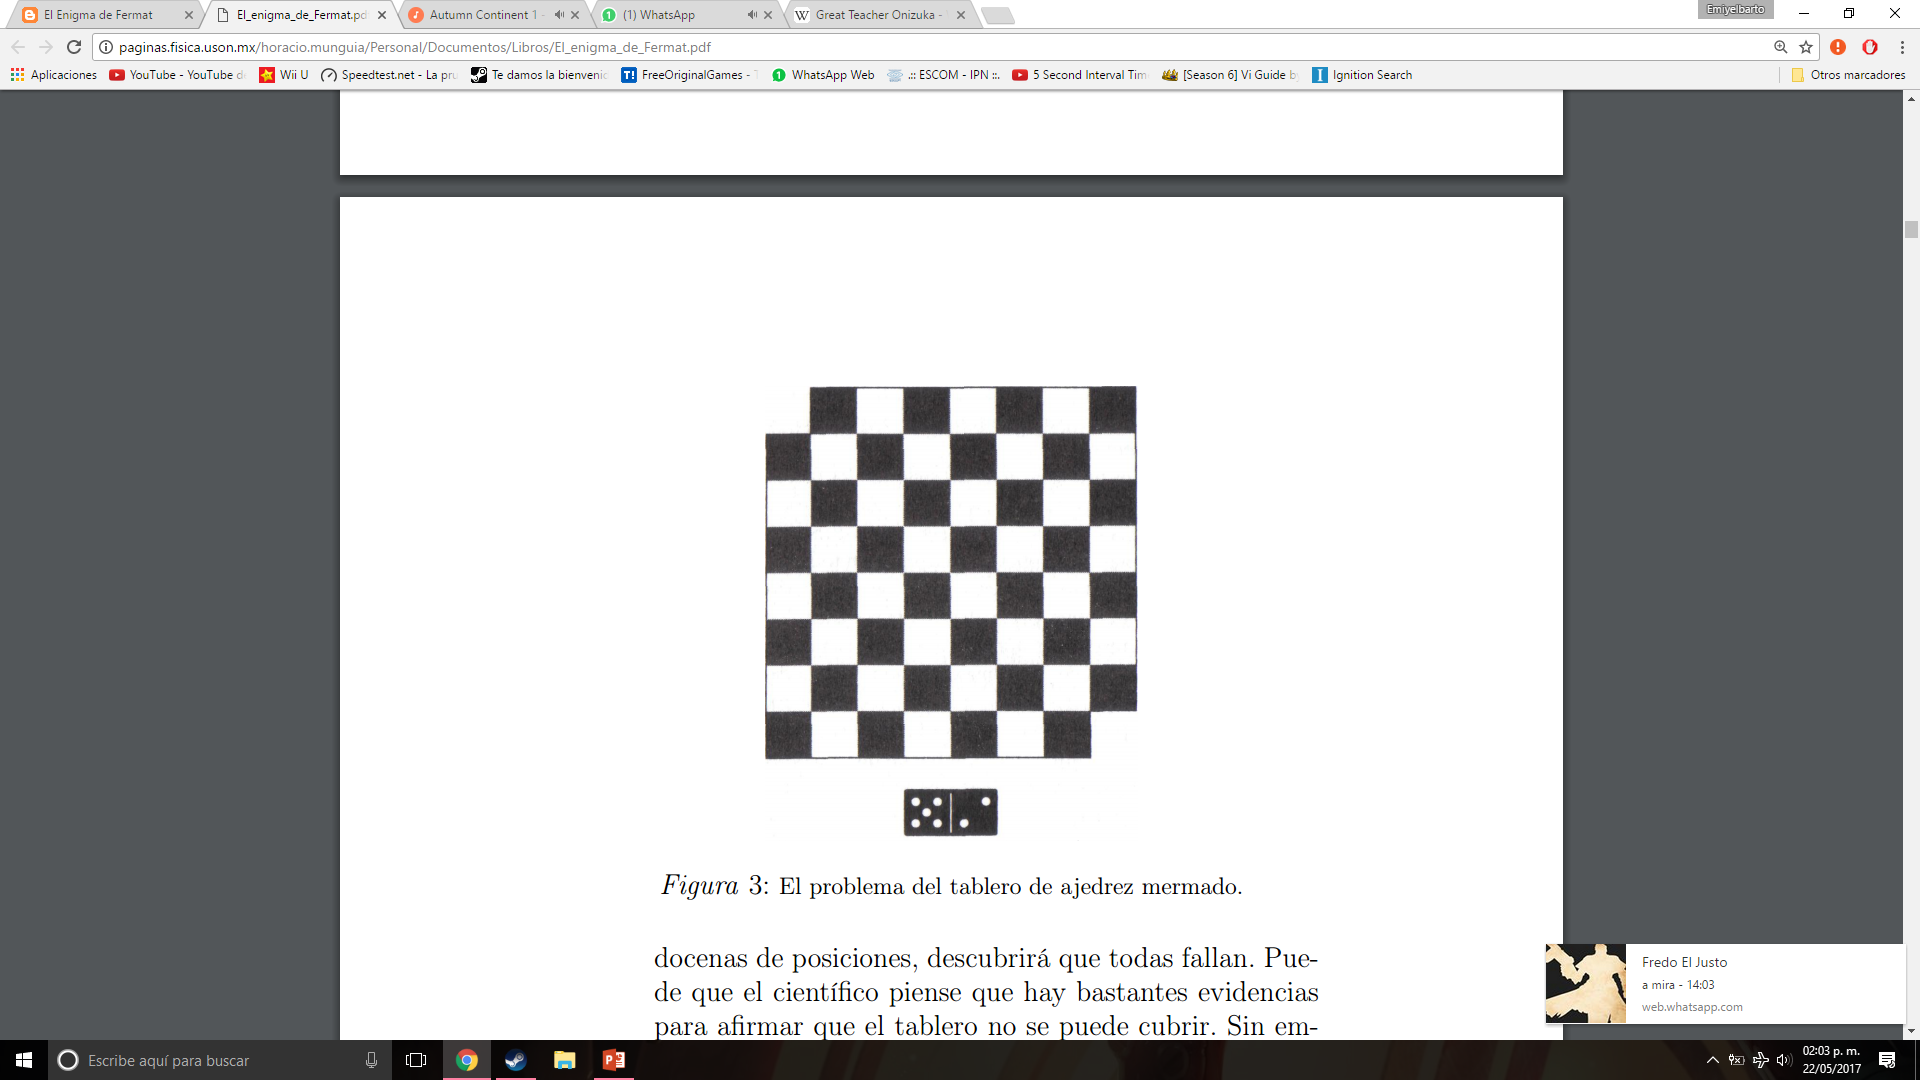 El Enigma de Fermat
El_enigma_de_Fermat.pd
Autumn Continent 1 -
(1) WhatsApp
Great Teacher Onizuka -
Emiyelbarto
paginas.fisica.uson.mx/horacio.munguia/Personal/Documentos/Libros/El_enigma_de_Fermat.pdf
Aplicaciones
YouTube - YouTube de
Wii U
Speedtest.net - La pru
Te damos la bienvenic
FreeOriginalGames - T
WhatsApp Web
.:: ESCOM - IPN ::.
5 Second Interval Tim
[Season 6] Vi Guide b
Ignition Search
Otros marcadores
Figura 3: El problema del tablero de ajedrez mermado.
docenas de posiciones, descubrirá que todas fallan. Pue-
de que el científico piense que hay bastantes evidencias
para afirmar que el tablero no se puede cubrir. Sin em-
Fredo El Justo
a mira - 14:03
web.whatsapp.com
Escribe aquí para buscar
02:03 p. m.
22/05/2017